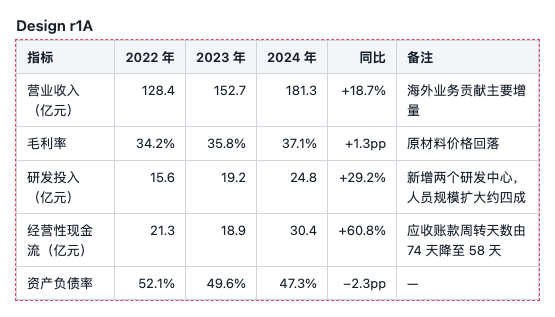 Design r1A
指标 2022 年 2023 年 2024 年 同比 备注
营业收入（亿元） 128.4 152.7 181.3 +18.7% 海外业务贡献主要增量
毛利率 34.2% 35.8% 37.1% +1.3pp 原材料价格回落
研发投入（亿元） 15.6 19.2 24.8 +29.2% 新增两个研发中心，人员规模扩大约四成
经营性现金流（亿元） 21.3 18.9 30.4 +60.8% 应收账款周转天数由 74 天降至 58 天
资产负债率 52.1% 49.6% 47.3% −2.3pp —